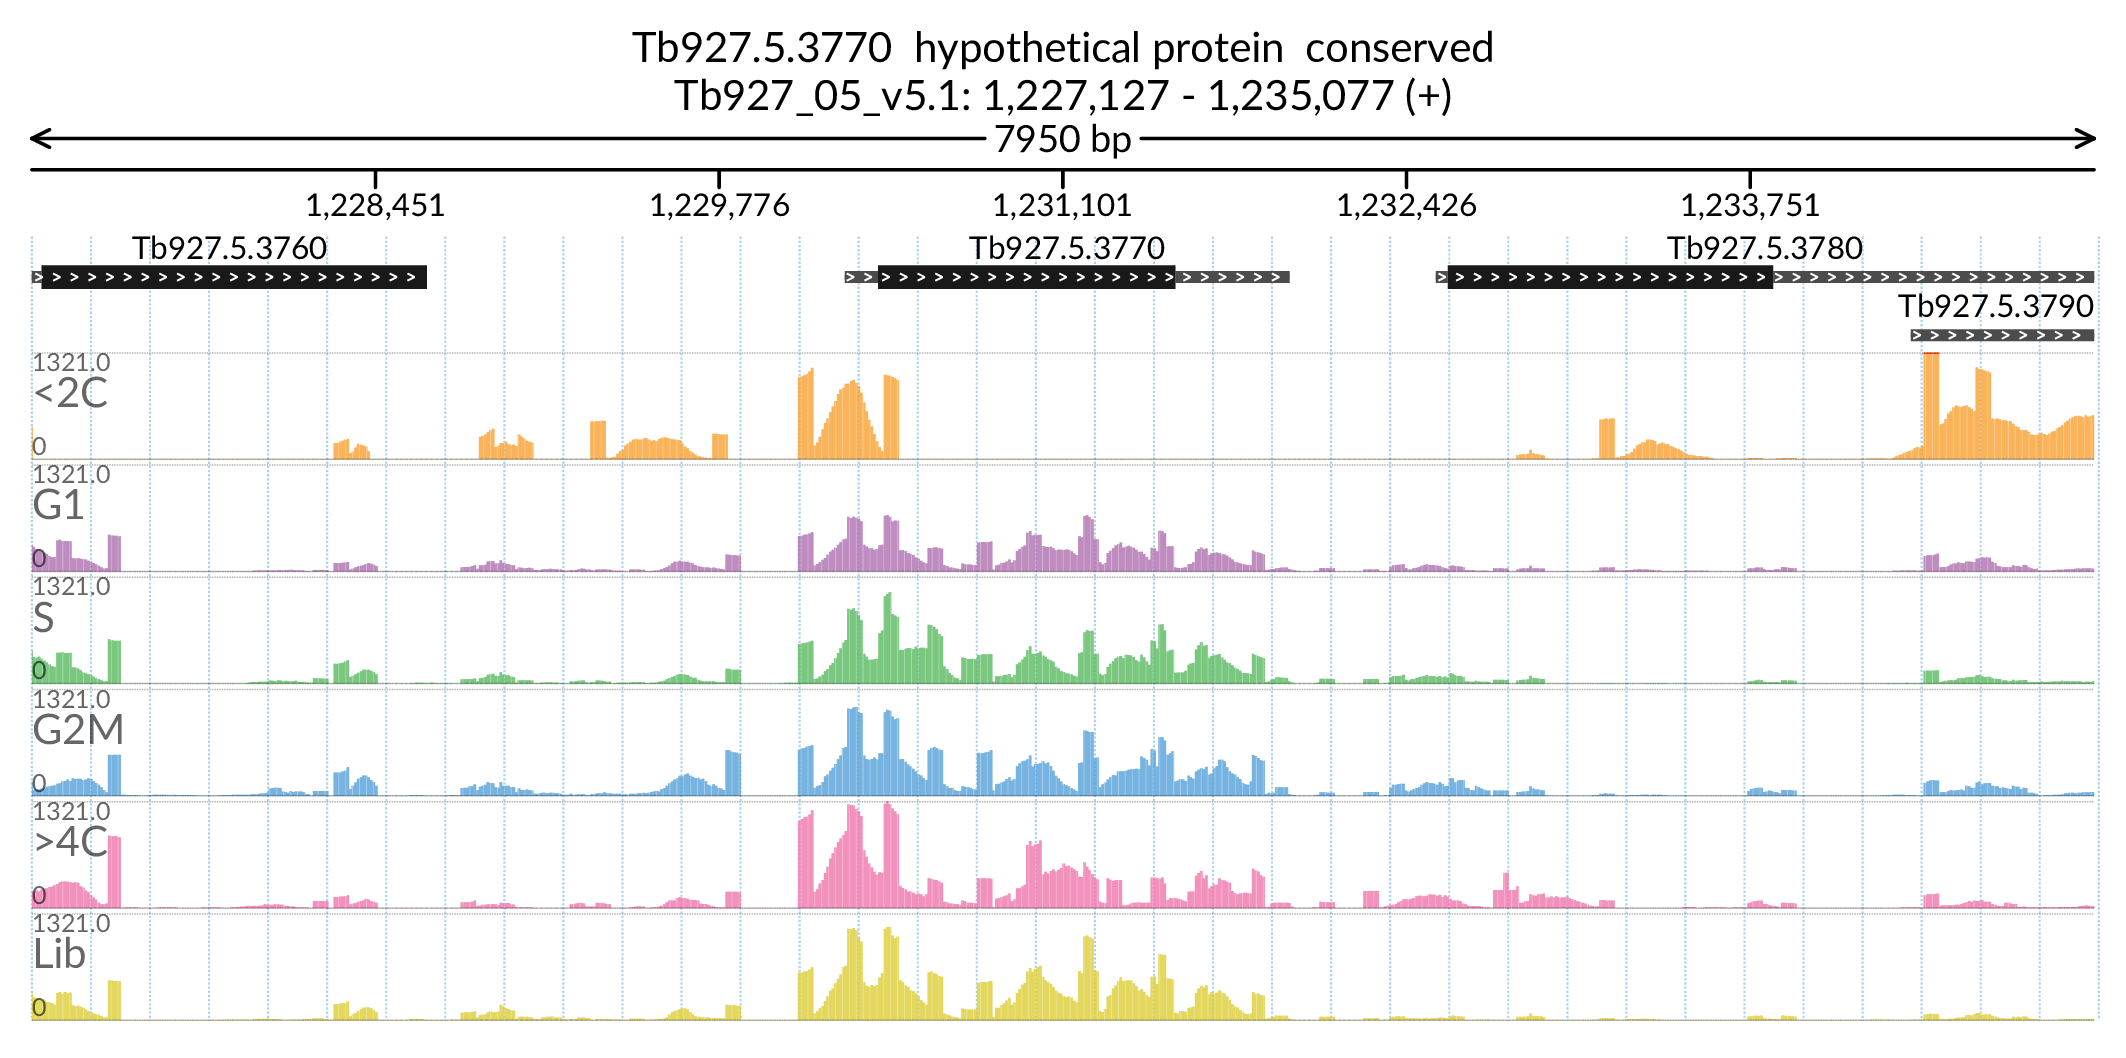 Tb927.5.3770 hypothetical protein conserved
Tb927_05_v5.1: 1,227,127 - 1,235,077 (+)
7950 bp
1,228,451 1,229,776 1,231,101 1,232,426 1,233,751
Tb927.5.3760 Tb927.5.3770 Tb927.5.3780
Tb927.5.3790
1321.0
<2C
0
1321.0
G1
0
1321.0
S
0
1321.0
G2M
0
1321.0
>4C
0
1321.0
Lib
0